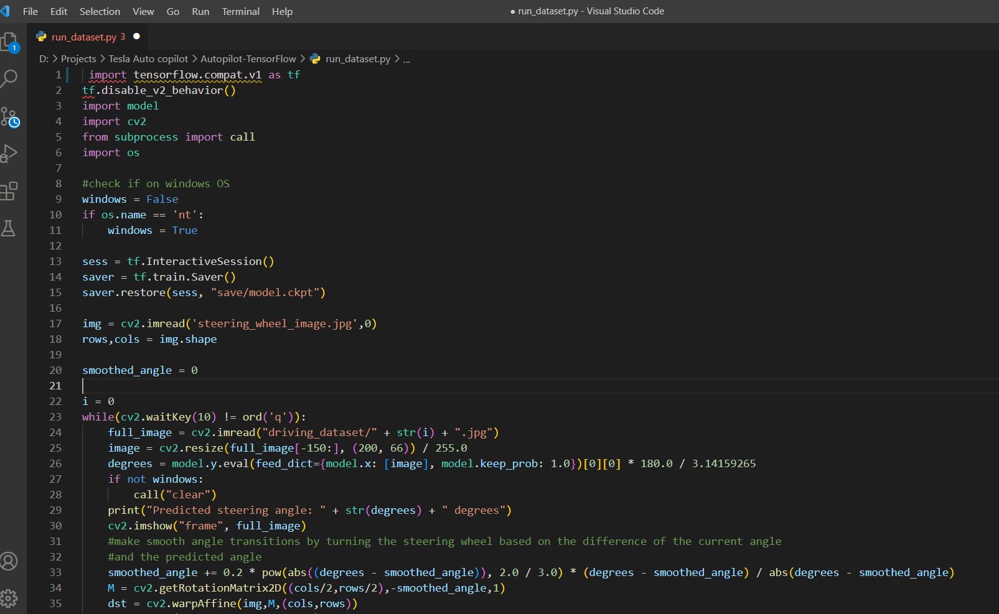 File Edit Selection View Go Run Terminal Help
● run_dataset.py - Visual Studio Code
1
run_dataset.py 3 ●
D: > Projects > Tesla Auto copilot > Autopilot-TensorFlow > run_dataset.py > ...
1 import tensorflow.compat.v1 as tf
2 tf.disable_v2_behavior()
3 import model
4 import cv2
5 from subprocess import call
6 import os
7
8 #check if on windows OS
9 windows = False
10 if os.name == 'nt':
11 windows = True
12
13 sess = tf.InteractiveSession()
14 saver = tf.train.Saver()
15 saver.restore(sess, "save/model.ckpt")
16
17 img = cv2.imread('steering_wheel_image.jpg',0)
18 rows,cols = img.shape
19
20 smoothed_angle = 0
21
22 i = 0
23 while(cv2.waitKey(10) != ord('q')):
24 full_image = cv2.imread("driving_dataset/" + str(i) + ".jpg")
25 image = cv2.resize(full_image[-150:], (200, 66)) / 255.0
26 degrees = model.y.eval(feed_dict={model.x: [image], model.keep_prob: 1.0})[0][0] * 180.0 / 3.14159265
27 if not windows:
28 call("clear")
29 print("Predicted steering angle: " + str(degrees) + " degrees")
30 cv2.imshow("frame", full_image)
31 #make smooth angle transitions by turning the steering wheel based on the difference of the current angle
32 #and the predicted angle
33 smoothed_angle += 0.2 * pow(abs((degrees - smoothed_angle)), 2.0 / 3.0) * (degrees - smoothed_angle) / abs(degrees - smoothed_angle)
34 M = cv2.getRotationMatrix2D((cols/2,rows/2),-smoothed_angle,1)
35 dst = cv2.warpAffine(img,M,(cols,rows))